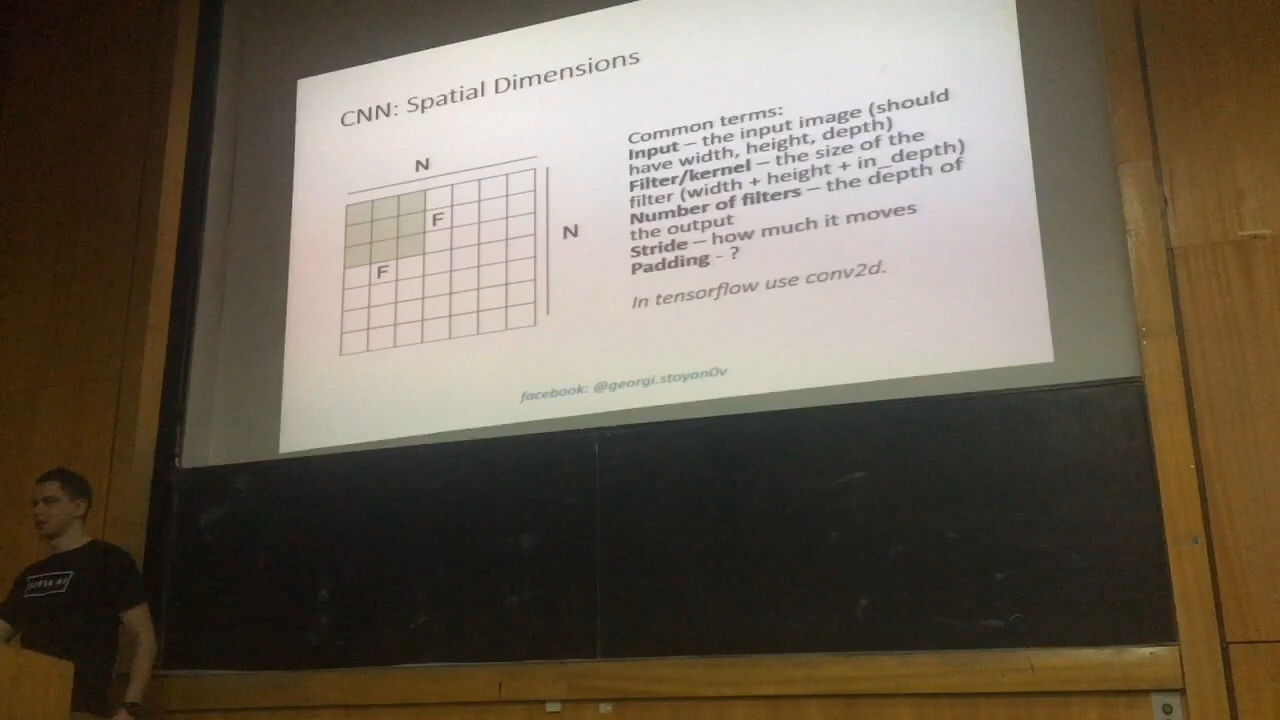 CNN: Spatial Dimensions
N
F
N
F
Common terms:
Input – the input image (should
have width, height, depth)
Filter/kernel – the size of the
filter (width + height + in_depth)
Number of filters – the depth of
the output
Stride – how much it moves
Padding - ?
In tensorflow use conv2d.
facebook: @georgi.stoyan0v